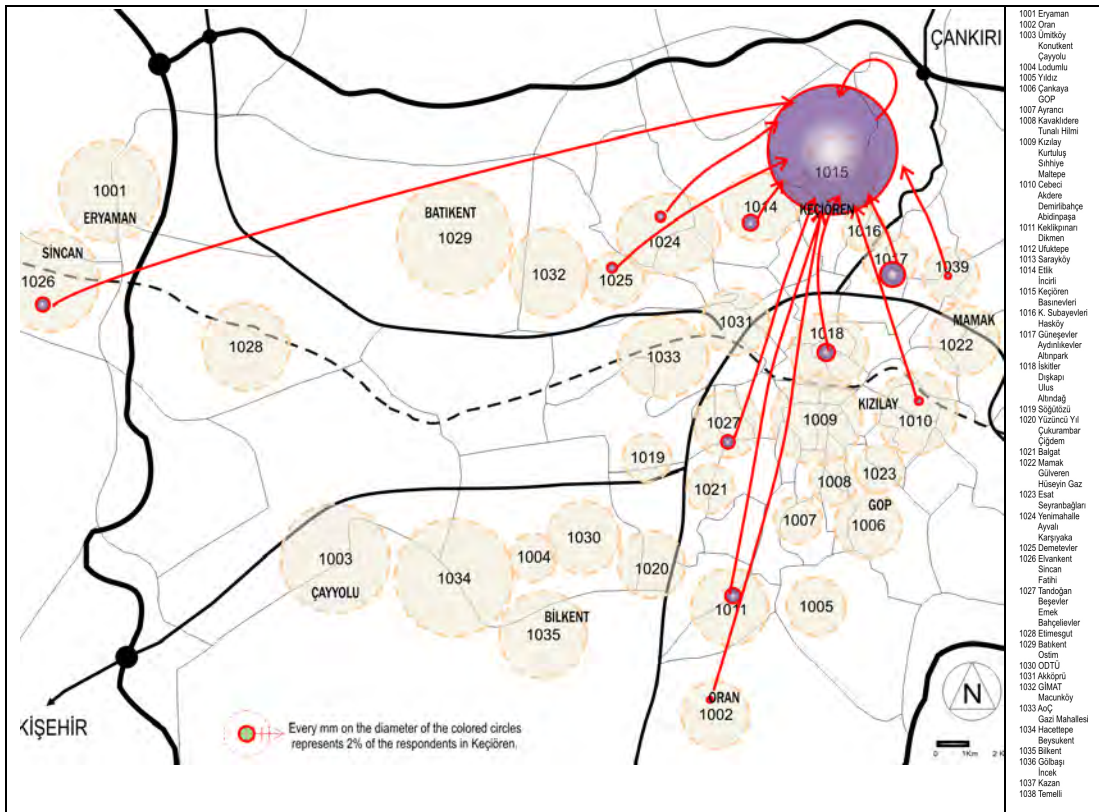 ÇANKIRI
1015
1001
ERYAMAN
1014
KEÇİÖREN
BATIKENT
1029
1024
1016
SİNCAN
1026
1032
1025
1017
1039
1031
1018
MAMAK
1022
1028
1033
KIZILAY
1027
1009
1010
1019
1021
1008
1023
GOP
1007
1006
1003
ÇAYYOLU
1034
1004
1030
1020
BİLKENT
1035
1011
1005
ORAN
1002
KİŞEHİR
Every mm on the diameter of the colored circles
represents 2% of the respondents in Keçiören.
N
0 1Km 2 K
1001 Eryaman
1002 Oran
1003 Ümitköy
Konutkent
Çayyolu
1004 Lodumlu
1005 Yıldız
1006 Çankaya
GOP
1007 Ayrancı
1008 Kavaklıdere
Tunalı Hilmi
1009 Kızılay
Kurtuluş
Sıhhiye
Maltepe
1010 Cebeci
Akdere
Demirlibahçe
Abidinpaşa
1011 Keklikpınarı
Dikmen
1012 Ufuktepe
1013 Sarayköy
1014 Etlik
İncirli
1015 Keçiören
Basınevleri
1016 K. Subayevleri
Hasköy
1017 Güneşevler
Aydınlıkevler
Altınpark
1018 İskitler
Dışkapı
Ulus
Altındağ
1019 Söğütözü
1020 Yüzüncü Yıl
Çukurambar
Çiğdem
1021 Balgat
1022 Mamak
Gülveren
Hüseyin Gaz
1023 Esat
Seyranbağları
1024 Yenimahalle
Ayvalı
Karşıyaka
1025 Demetevler
1026 Elvankent
Sincan
Fatihi
1027 Tandoğan
Beşevler
Emek
Bahçelievler
1028 Etimesgut
1029 Batıkent
Ostim
1030 ODTÜ
1031 Akköprü
1032 GİMAT
Macunköy
1033 AoÇ
Gazi Mahallesi
1034 Hacettepe
Beysukent
1035 Bilkent
1036 Gölbaşı
İncek
1037 Kazan
1038 Temelli